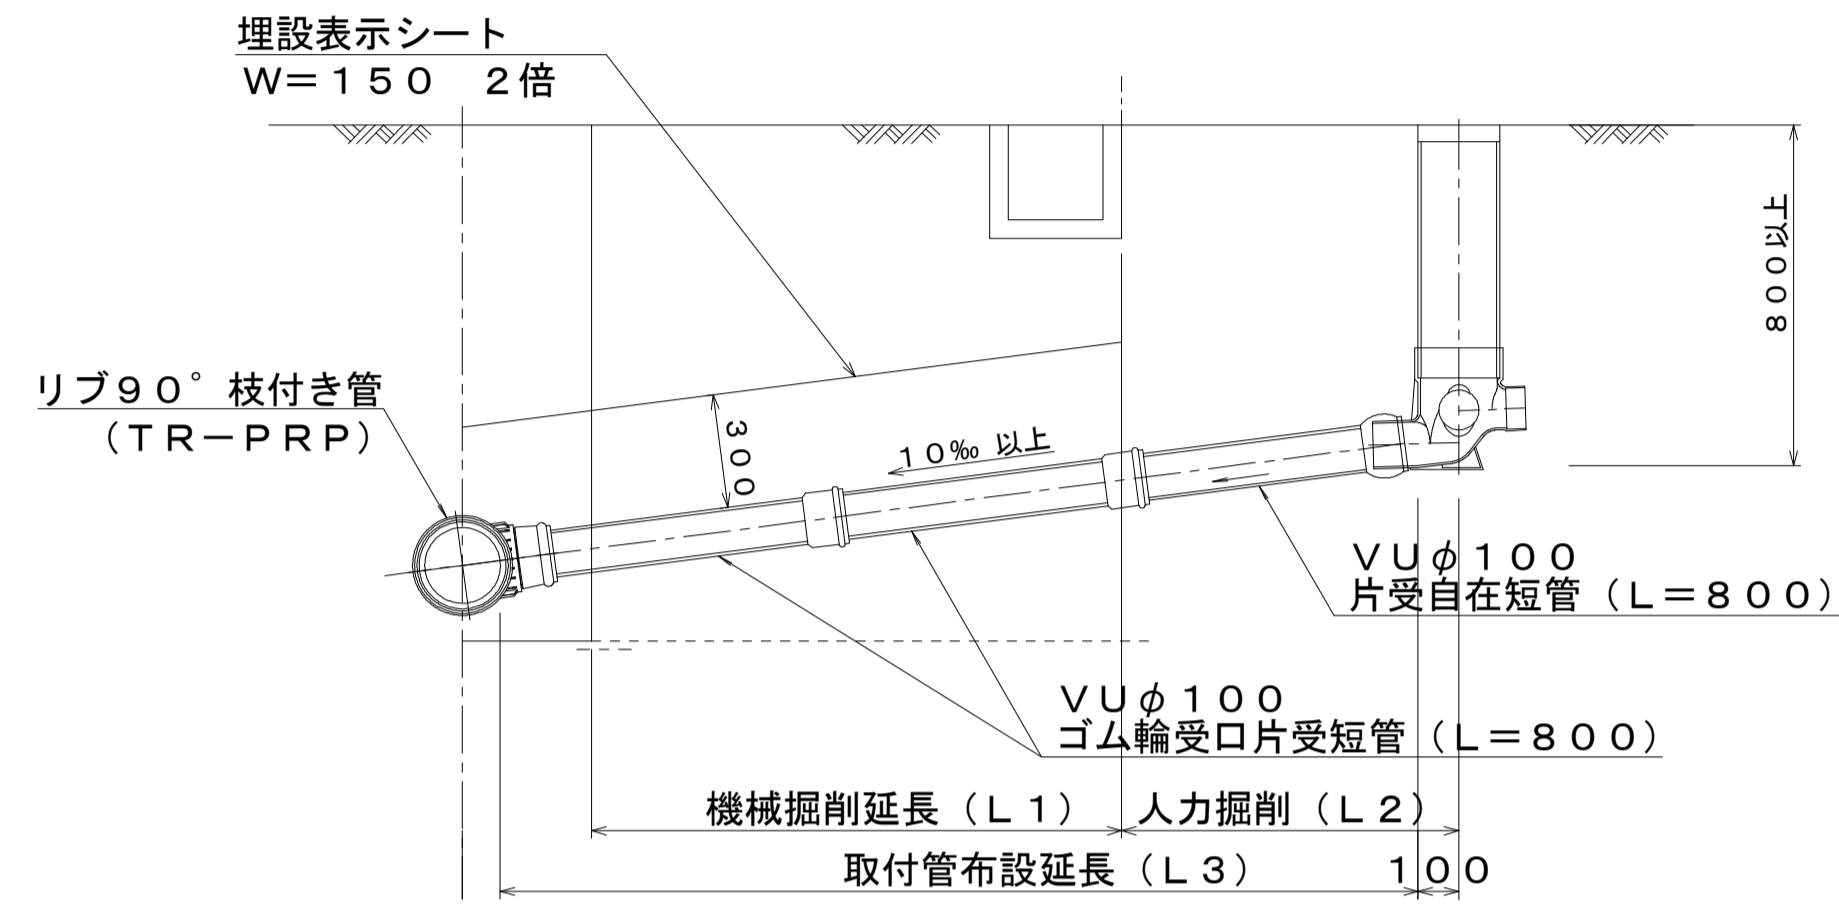 埋設表示シート
W=150 2倍
800以上
リブ90°枝付き管
(TR-PRP)
300
10‰ 以上
VUφ100
片受自在短管(L=800)
VUφ100
ゴム輪受口片受短管(L=800)
機械掘削延長(L1)
人力掘削(L2)
取付管布設延長(L3)
100